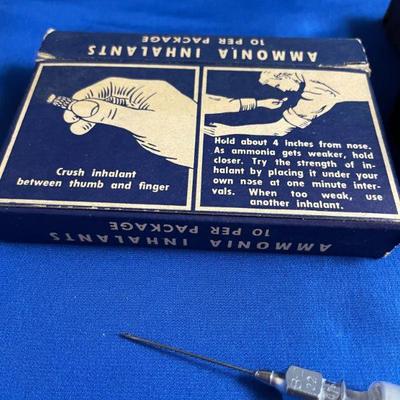 AMMONIA INHALANTS
10 PER PACKAGE
Crush inhalant
between thumb and finger
Hold about 4 inches from nose.
As ammonia gets weaker, hold
closer. Try the strength of in-
halant by placing it under your
own nose at one minute inter-
vals. When too weak, use
another inhalant.
AMMONIA INHALANTS
10 PER PACKAGE
22